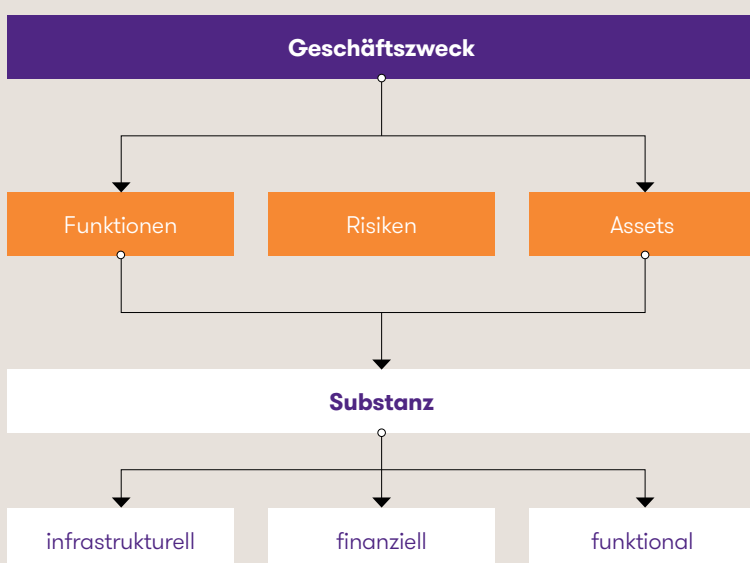 Geschäftszweck
Funktionen
Risiken
Assets
Substanz
infrastrukturell
finanziell
funktional